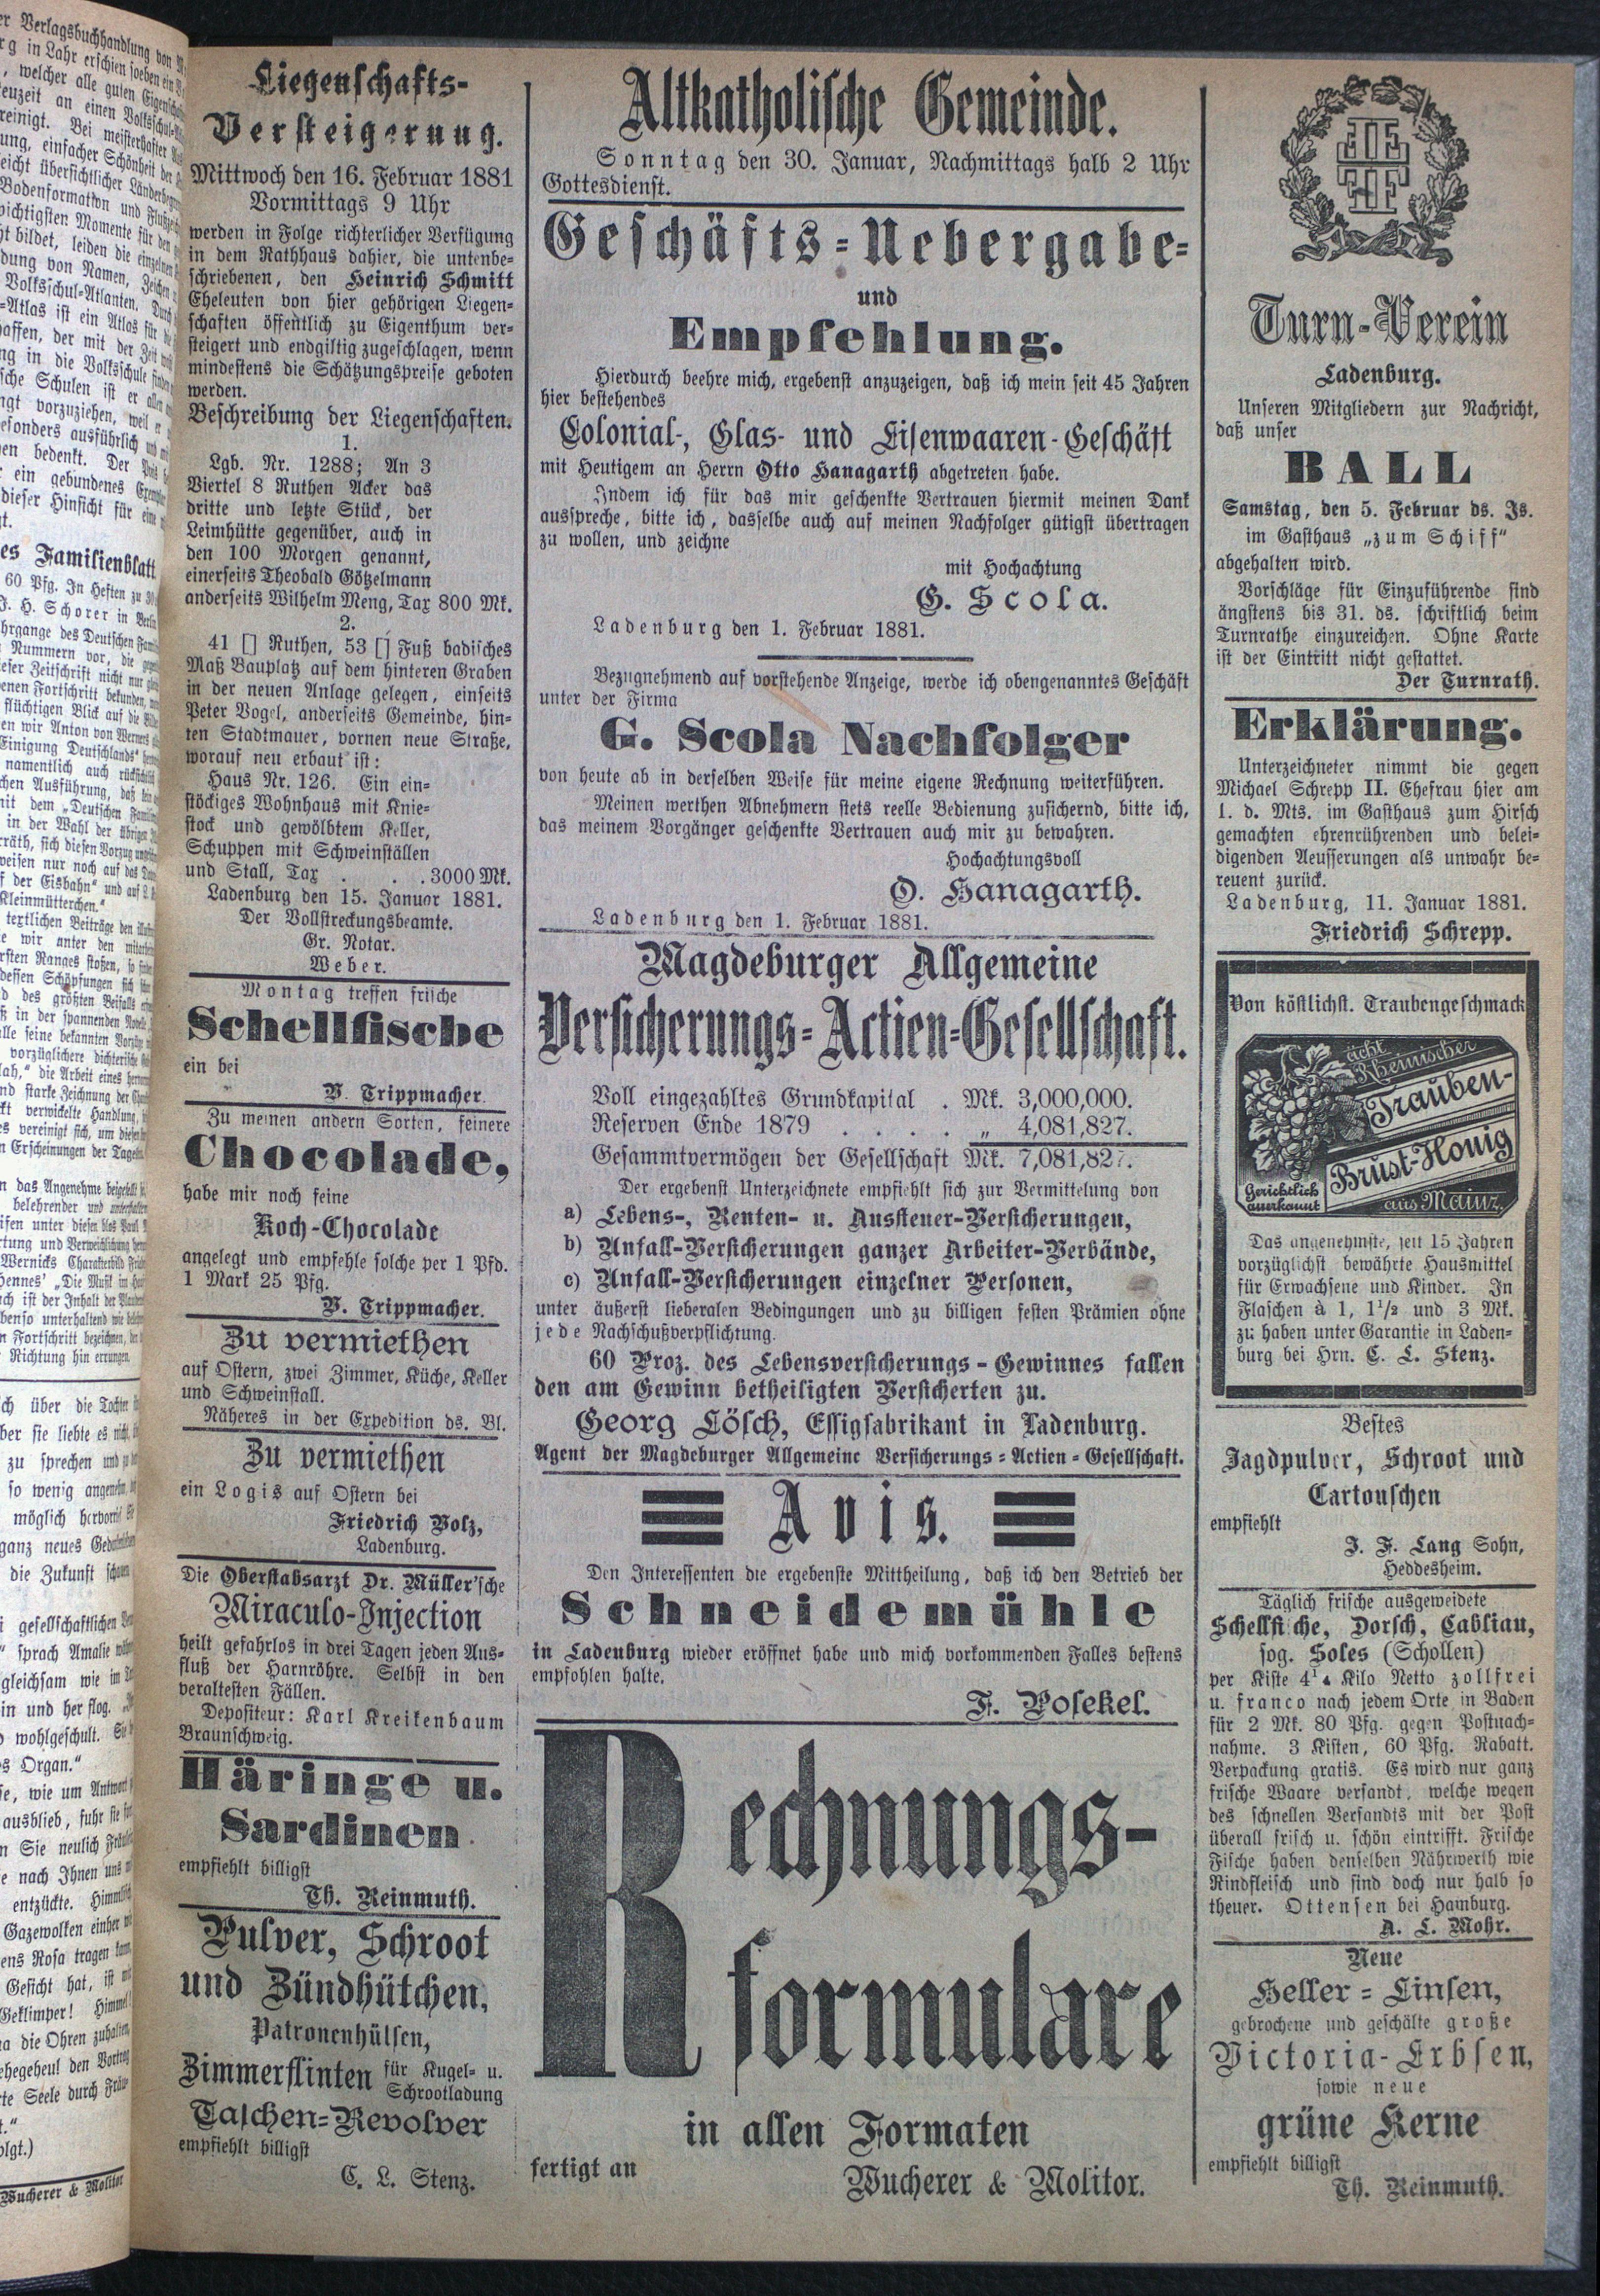 Liegenschafts-
Versteigerung.
Mittwoch den 16. Februar 1881
Vormittags 9 Uhr
werden in Folge richterlicher Verfügung
in dem Rathhaus dahier, die untenbe-
schriebenen, den Heinrich Schmitt
Eheleuten von hier gehörigen Liegen-
schaften öffentlich zu Eigenthum ver-
steigert und endgiltig zugeschlagen, wenn
mindestens die Schätzungspreise geboten
werden.
Beschreibung der Liegenschaften.
1.
Lgb. Nr. 1288; An 3
Viertel 8 Ruthen Acker das
dritte und letzte Stück, der
Leimhütte gegenüber, auch in
den 100 Morgen genannt,
einerseits Theobald Götzelmann
anderseits Wilhelm Meng, Tax 800 Mk.
2.
41 [] Ruthen, 53 [] Fuß badisches
Maß Bauplatz auf dem hinteren Graben
in der neuen Anlage gelegen, einseits
Peter Vogel, anderseits Gemeinde, hin-
ten Stadtmauer, vornen neue Straße,
worauf neu erbaut ist:
Haus Nr. 126. Ein ein-
stöckiges Wohnhaus mit Knie-
stock und gewölbtem Keller,
Schuppen mit Schweinställen
und Stall, Tax . . . 3000 Mk.
Ladenburg den 15. Januar 1881.
Der Vollstreckungsbeamte.
Gr. Notar.
Weber.
Montag treffen frische
Schellfische
ein bei
V. Trippmacher.
Zu meinen andern Sorten, feinere
Chocolade,
habe mir noch feine
Koch-Chocolade
angelegt und empfehle solche per 1 Pfd.
1 Mark 25 Pfg.
V. Trippmacher.
Zu vermiethen
auf Ostern, zwei Zimmer, Küche, Keller
und Schweinstall.
Näheres in der Expedition ds. Bl.
Zu vermiethen
ein Logis auf Ostern bei
Friedrich Volz,
Ladenburg.
Die Oberstabsarzt Dr. Müller'sche
Miraculo-Injection
heilt gefahrlos in drei Tagen jeden Aus-
fluß der Harnröhre. Selbst in den
veraltesten Fällen.
Depositeur: Karl Kreikenbaum
Braunschweig.
Häringe u.
Sardinen
empfiehlt billigst
Th. Reinmuth.
Pulver, Schroot
und Zündhütchen,
Patronenhülsen,
Zimmerflinten für Kugel- u.
Schrootladung
Taschen-Revolver
empfiehlt billigst
C. L. Stenz.
Altkatholische Gemeinde.
Sonntag den 30. Januar, Nachmittags halb 2 Uhr
Gottesdienst.
Geschäfts-Uebergabe-
und
Empfehlung.
Hierdurch beehre mich, ergebenst anzuzeigen, daß ich mein seit 45 Jahren
hier bestehendes
Colonial-, Glas- und Eisenwaaren-Geschäft
mit Heutigem an Herrn Otto Hanagarth abgetreten habe.
Indem ich für das mir geschenkte Vertrauen hiermit meinen Dank
ausspreche, bitte ich, dasselbe auch auf meinen Nachfolger gütigst übertragen
zu wollen, und zeichne
mit Hochachtung
G. Scola.
Ladenburg den 1. Februar 1881.
Bezugnehmend auf vorstehende Anzeige, werde ich obengenanntes Geschäft
unter der Firma
G. Scola Nachfolger
von heute ab in derselben Weise für meine eigene Rechnung weiterführen.
Meinen werthen Abnehmern stets reelle Bedienung zusichernd, bitte ich,
das meinem Vorgänger geschenkte Vertrauen auch mir zu bewahren.
Hochachtungsvoll
O. Hanagarth.
Ladenburg den 1. Februar 1881.
Magdeburger Allgemeine
Versicherungs-Actien-Gesellschaft.
Voll eingezahltes Grundkapital . Mk. 3,000,000.
Reserven Ende 1879 . . . . „ 4,081,827.
Gesammtvermögen der Gesellschaft Mk. 7,081,827.
Der ergebenst Unterzeichnete empfiehlt sich zur Vermittelung von
a) Lebens-, Renten- u. Aussteuer-Versicherungen,
b) Unfall-Versicherungen ganzer Arbeiter-Verbände,
c) Unfall-Versicherungen einzelner Personen,
unter äußerst lieberalen Bedingungen und zu billigen festen Prämien ohne
jede Nachschußverpflichtung.
60 Proz. des Lebensversicherungs-Gewinnes fallen
den am Gewinn betheiligten Versicherten zu.
Georg Lösch, Essigfabrikant in Ladenburg.
Agent der Magdeburger Allgemeine Versicherungs-Actien-Gesellschaft.
Avis.
Den Interessenten die ergebenste Mittheilung, daß ich den Betrieb der
Schneidemühle
in Ladenburg wieder eröffnet habe und mich vorkommenden Falles bestens
empfohlen halte.
F. Posekel.
Rechnungs-
formulare
in allen Formaten
fertigt an
Wucherer & Molitor.
Turn-Verein
Ladenburg.
Unseren Mitgliedern zur Nachricht,
daß unser
BALL
Samstag, den 5. Februar ds. Js.
im Gasthaus „zum Schiff“
abgehalten wird.
Vorschläge für Einzuführende sind
längstens bis 31. ds. schriftlich beim
Turnrathe einzureichen. Ohne Karte
ist der Eintritt nicht gestattet.
Der Turnrath.
Erklärung.
Unterzeichneter nimmt die gegen
Michael Schrepp II. Ehefrau hier am
1. d. Mts. im Gasthaus zum Hirsch
gemachten ehrenrührenden und belei-
digenden Aeusserungen als unwahr be-
reuent zurück.
Ladenburg, 11. Januar 1881.
Friedrich Schrepp.
Von köstlichst. Traubengeschmack
ächt
Rheinischer
Trauben-
Brust-Honig
Gerichtlich
anerkannt
aus Mainz.
Das angenehmste, seit 15 Jahren
vorzüglichst bewährte Hausmittel
für Erwachsene und Kinder. In
Flaschen à 1, 1 1/2 und 3 Mk.
zu haben unter Garantie in Laden-
burg bei Hrn. C. L. Stenz.
Bestes
Jagdpulver, Schroot und
Cartouschen
empfiehlt
J. F. Lang Sohn,
Heddesheim.
Täglich frische ausgeweidete
Schellfische, Dorsch, Cabliau,
sog. Soles (Schollen)
per Kiste Kilo Netto zollfrei
u. franco nach jedem Orte in Baden
für 2 Mk. 80 Pfg. gegen Postnach-
nahme. 3 Kisten, 60 Pfg. Rabatt.
Verpackung gratis. Es wird nur ganz
frische Waare versandt, welche wegen
des schnellen Versandts mit der Post
überall frisch u. schön eintrifft. Frische
Fische haben denselben Nährwerth wie
Rindfleisch und sind doch nur halb so
theuer. Ottensen bei Hamburg.
A. L. Mohr.
Neue
Heller-Linsen,
gebrochene und geschälte große
Victoria-Erbsen,
sowie neue
grüne Kerne
empfiehlt billigst
Th. Reinmuth.